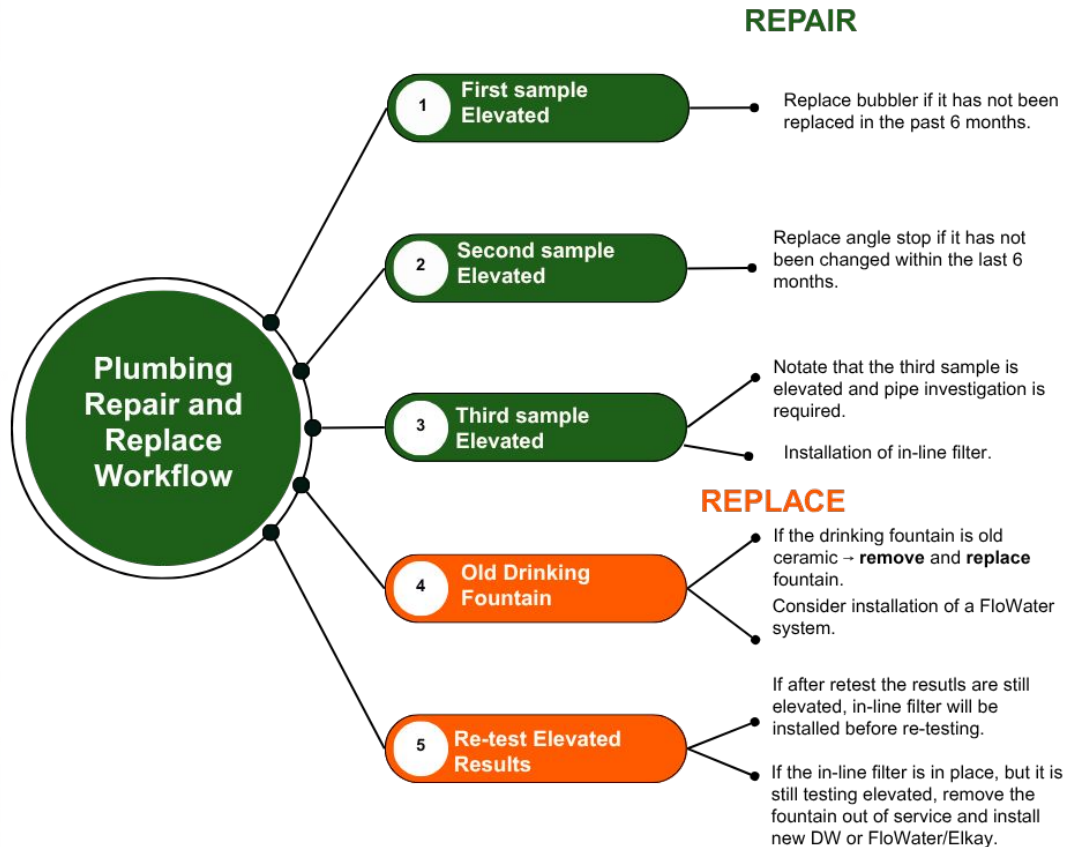 REPAIR
Plumbing
Repair and
Replace
Workflow
1
First sample
Elevated
Replace bubbler if it has not been
replaced in the past 6 months.
2
Second sample
Elevated
Replace angle stop if it has not
been changed within the last 6
months.
3
Third sample
Elevated
Notate that the third sample is
elevated and pipe investigation is
required.
Installation of in-line filter.
REPLACE
4
Old Drinking
Fountain
If the drinking fountain is old
ceramic → remove and replace
fountain.
Consider installation of a FloWater
system.
5
Re-test Elevated
Results
If after retest the resutls are still
elevated, in-line filter will be
installed before re-testing.
If the in-line filter is in place, but it is
still testing elevated, remove the
fountain out of service and install
new DW or FloWater/Elkay.